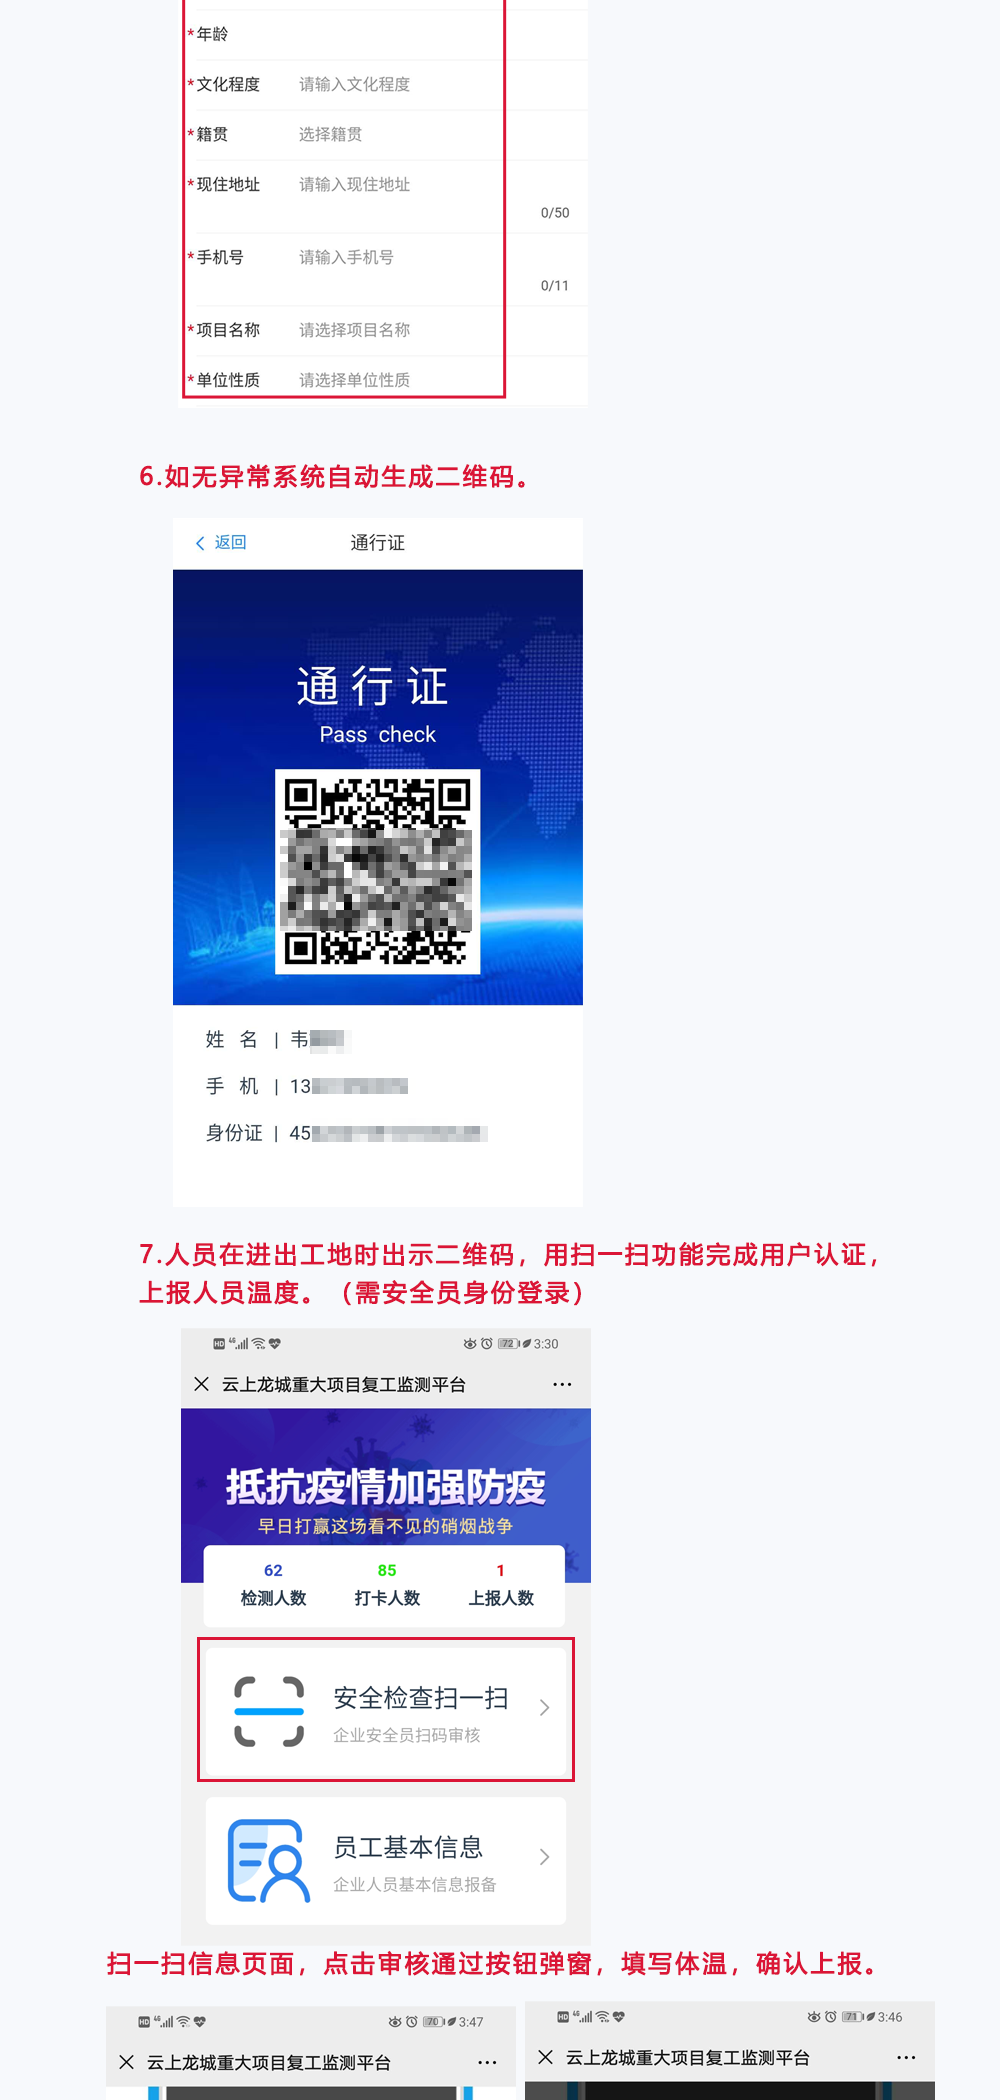 *年龄
*文化程度 请输入文化程度
*籍贯 选择籍贯
*现住地址 请输入现住地址
0/50
*手机号 请输入手机号
0/11
*项目名称 请选择项目名称
*单位性质 请选择单位性质
6.如无异常系统自动生成二维码。
返回 通行证
通行证
Pass check
姓 名 | 韦
手 机 | 13
身份证 | 45
7.人员在进出工地时出示二维码，用扫一扫功能完成用户认证，
上报人员温度。（需安全员身份登录）
HD 4G 72 3:30
云上龙城重大项目复工监测平台
抵抗疫情加强防疫
早日打赢这场看不见的硝烟战争
62 85 1
检测人数 打卡人数 上报人数
安全检查扫一扫
企业安全员扫码审核
员工基本信息
企业人员基本信息报备
扫一扫信息页面，点击审核通过按钮弹窗，填写体温，确认上报。
HD 4G 70 3:47
云上龙城重大项目复工监测平台
HD 4G 71 3:46
云上龙城重大项目复工监测平台